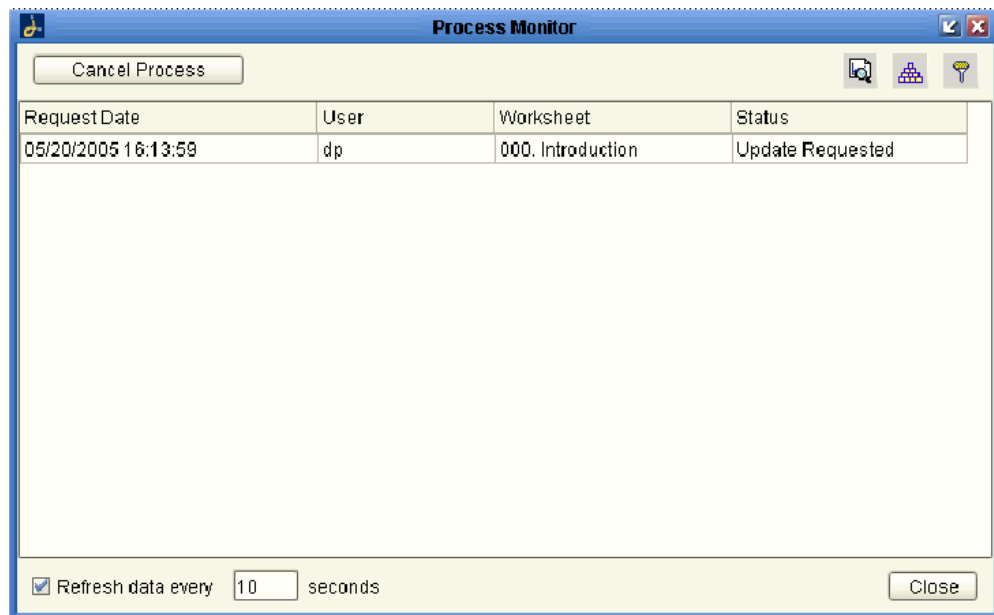 Process Monitor
Cancel Process
Request Date User Worksheet Status
05/20/2005 16:13:59 dp 000. Introduction Update Requested
Refresh data every 10 seconds Close